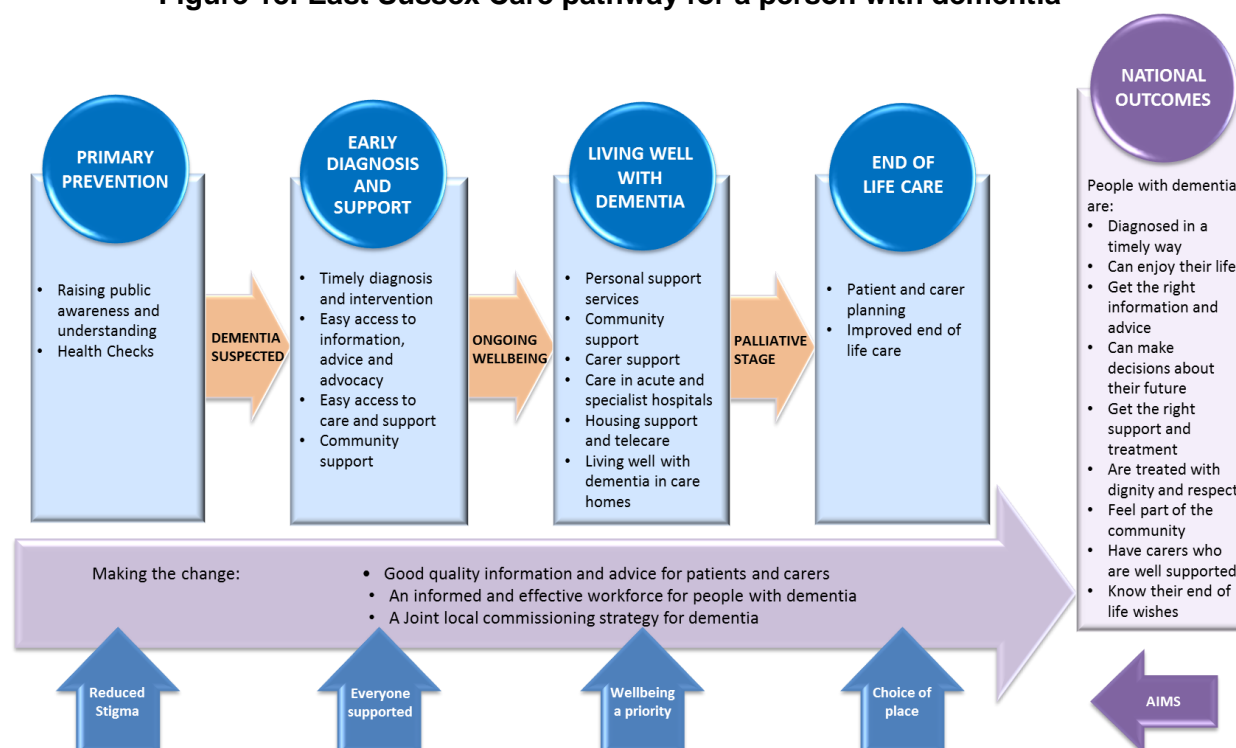 Figure 18: East Sussex Care pathway for a person with dementia
PRIMARY
PREVENTION
• Raising public
awareness and
understanding
• Health Checks
DEMENTIA
SUSPECTED
EARLY
DIAGNOSIS
AND
SUPPORT
• Timely diagnosis
and intervention
• Easy access to
information,
advice and
advocacy
• Easy access to
care and support
• Community
support
ONGOING
WELLBEING
LIVING WELL
WITH
DEMENTIA
• Personal support
services
• Community
support
• Carer support
• Care in acute and
specialist hospitals
• Housing support
and telecare
• Living well with
dementia in care
homes
PALLIATIVE
STAGE
END OF
LIFE CARE
• Patient and carer
planning
• Improved end of
life care
NATIONAL
OUTCOMES
People with dementia
are:
• Diagnosed in a
timely way
• Can enjoy their life
• Get the right
information and
advice
• Can make
decisions about
their future
• Get the right
support and
treatment
• Are treated with
dignity and respect
• Feel part of the
community
• Have carers who
are well supported
• Know their end of
life wishes
Making the change:
• Good quality information and advice for patients and carers
• An informed and effective workforce for people with dementia
• A Joint local commissioning strategy for dementia
Reduced
Stigma
Everyone
supported
Wellbeing
a priority
Choice of
place
AIMS